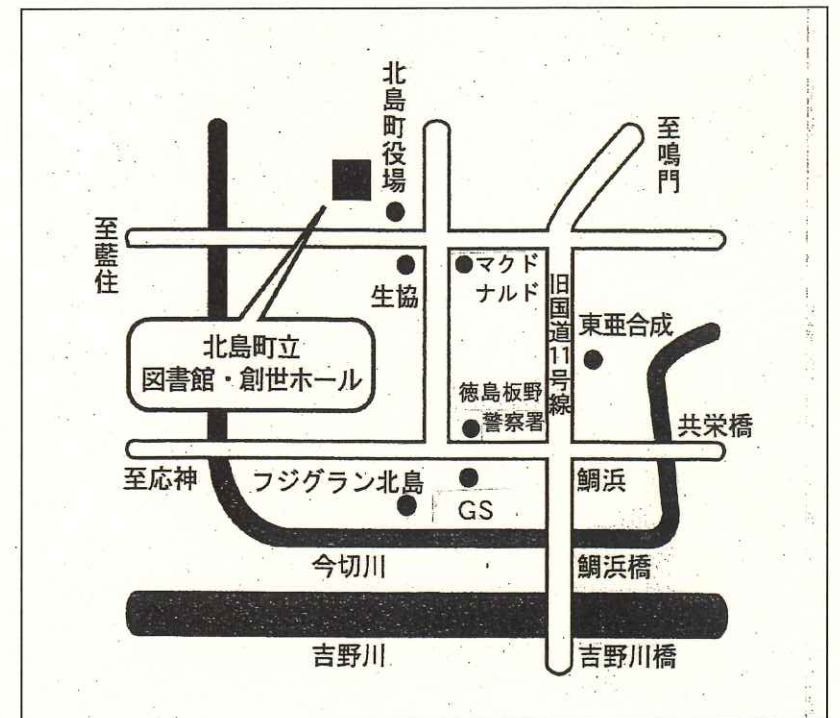 北島町役場
至鳴門
至藍住
マクド
ナルド
生協
旧国道11号線
東亜合成
北島町立
図書館・創世ホール
徳島板野
警察署
共栄橋
至応神
フジグラン北島
鯛浜
GS
今切川
鯛浜橋
吉野川
吉野川橋